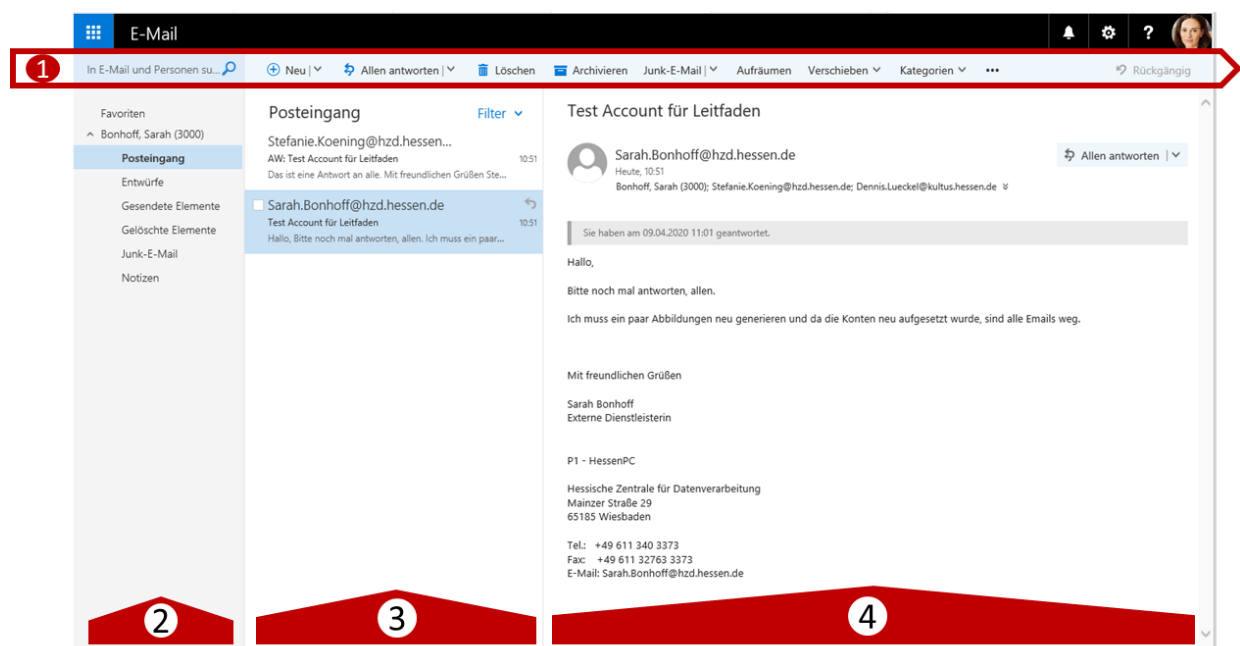 E-Mail
?
1
In E-Mail und Personen su...
Neu
Allen antworten
Löschen
Archivieren
Junk-E-Mail
Aufräumen
Verschieben
Kategorien
•••
Rückgängig
Favoriten
Bonhoff, Sarah (3000)
Posteingang
Entwürfe
Gesendete Elemente
Gelöschte Elemente
Junk-E-Mail
Notizen
2
Posteingang
Filter
Stefanie.Koening@hzd.hessen...
AW: Test Account für Leitfaden 10:51
Das ist eine Antwort an alle. Mit freundlichen Grüßen Ste...
Sarah.Bonhoff@hzd.hessen.de
Test Account für Leitfaden 10:51
Hallo, Bitte noch mal antworten, allen. Ich muss ein paar...
3
Test Account für Leitfaden
Sarah.Bonhoff@hzd.hessen.de
Heute, 10:51
Bonhoff, Sarah (3000); Stefanie.Koening@hzd.hessen.de; Dennis.Lueckel@kultus.hessen.de
Allen antworten
Sie haben am 09.04.2020 11:01 geantwortet.
Hallo,
Bitte noch mal antworten, allen.
Ich muss ein paar Abbildungen neu generieren und da die Konten neu aufgesetzt wurde, sind alle Emails weg.
Mit freundlichen Grüßen
Sarah Bonhoff
Externe Dienstleisterin
P1 - HessenPC
Hessische Zentrale für Datenverarbeitung
Mainzer Straße 29
65185 Wiesbaden
Tel.: +49 611 340 3373
Fax: +49 611 32763 3373
E-Mail: Sarah.Bonhoff@hzd.hessen.de
4